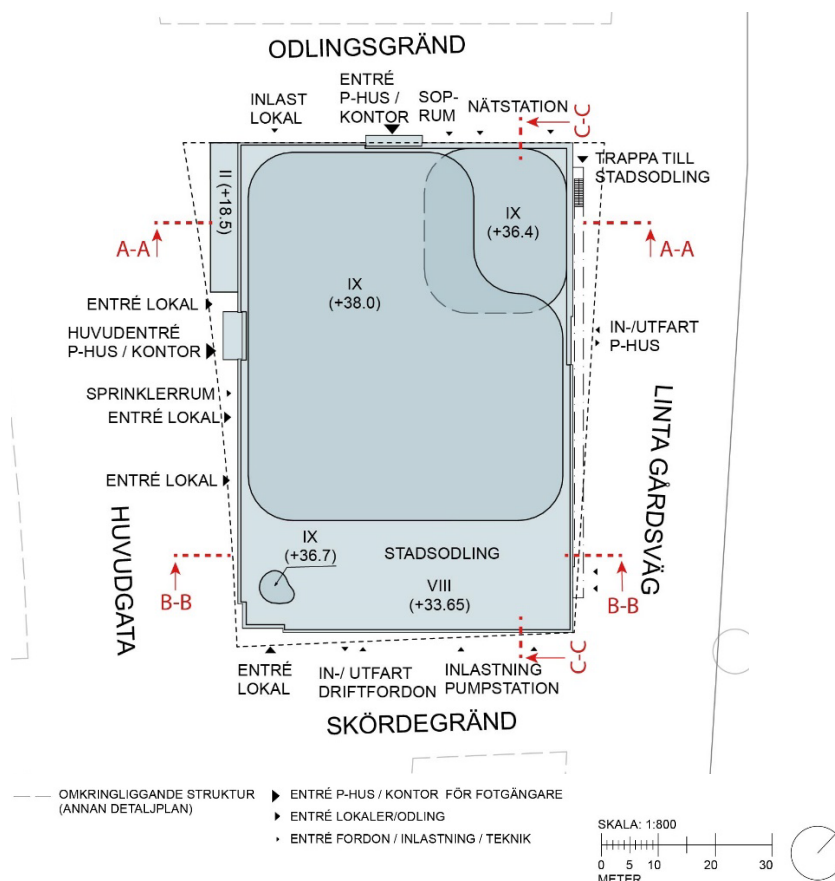 ODLINGSGRÄND
ENTRÉ
P-HUS /
KONTOR
INLAST
LOKAL
SOP-
RUM
NÄTSTATION
C-C
TRAPPA TILL
STADSODLING
II (+18.5)
IX
(+36.4)
A-A
A-A
IX
(+38.0)
ENTRÉ LOKAL
HUVUDENTRÉ
P-HUS / KONTOR
IN-/UTFART
P-HUS
SPRINKLERRUM
ENTRÉ LOKAL
ENTRÉ LOKAL
LINTA GÅRDSVÄG
HUVUDGATA
IX
(+36.7)
STADSODLING
VIII
(+33.65)
B-B
B-B
C-C
ENTRÉ
LOKAL
IN-/ UTFART
DRIFTFORDON
INLASTNING
PUMPSTATION
SKÖRDEGRÄND
OMKRINGLIGGANDE STRUKTUR
(ANNAN DETALJPLAN)
ENTRÉ P-HUS / KONTOR FÖR FOTGÄNGARE
ENTRÉ LOKALER/ODLING
ENTRÉ FORDON / INLASTNING / TEKNIK
SKALA: 1:800
0 5 10 20 30
METER